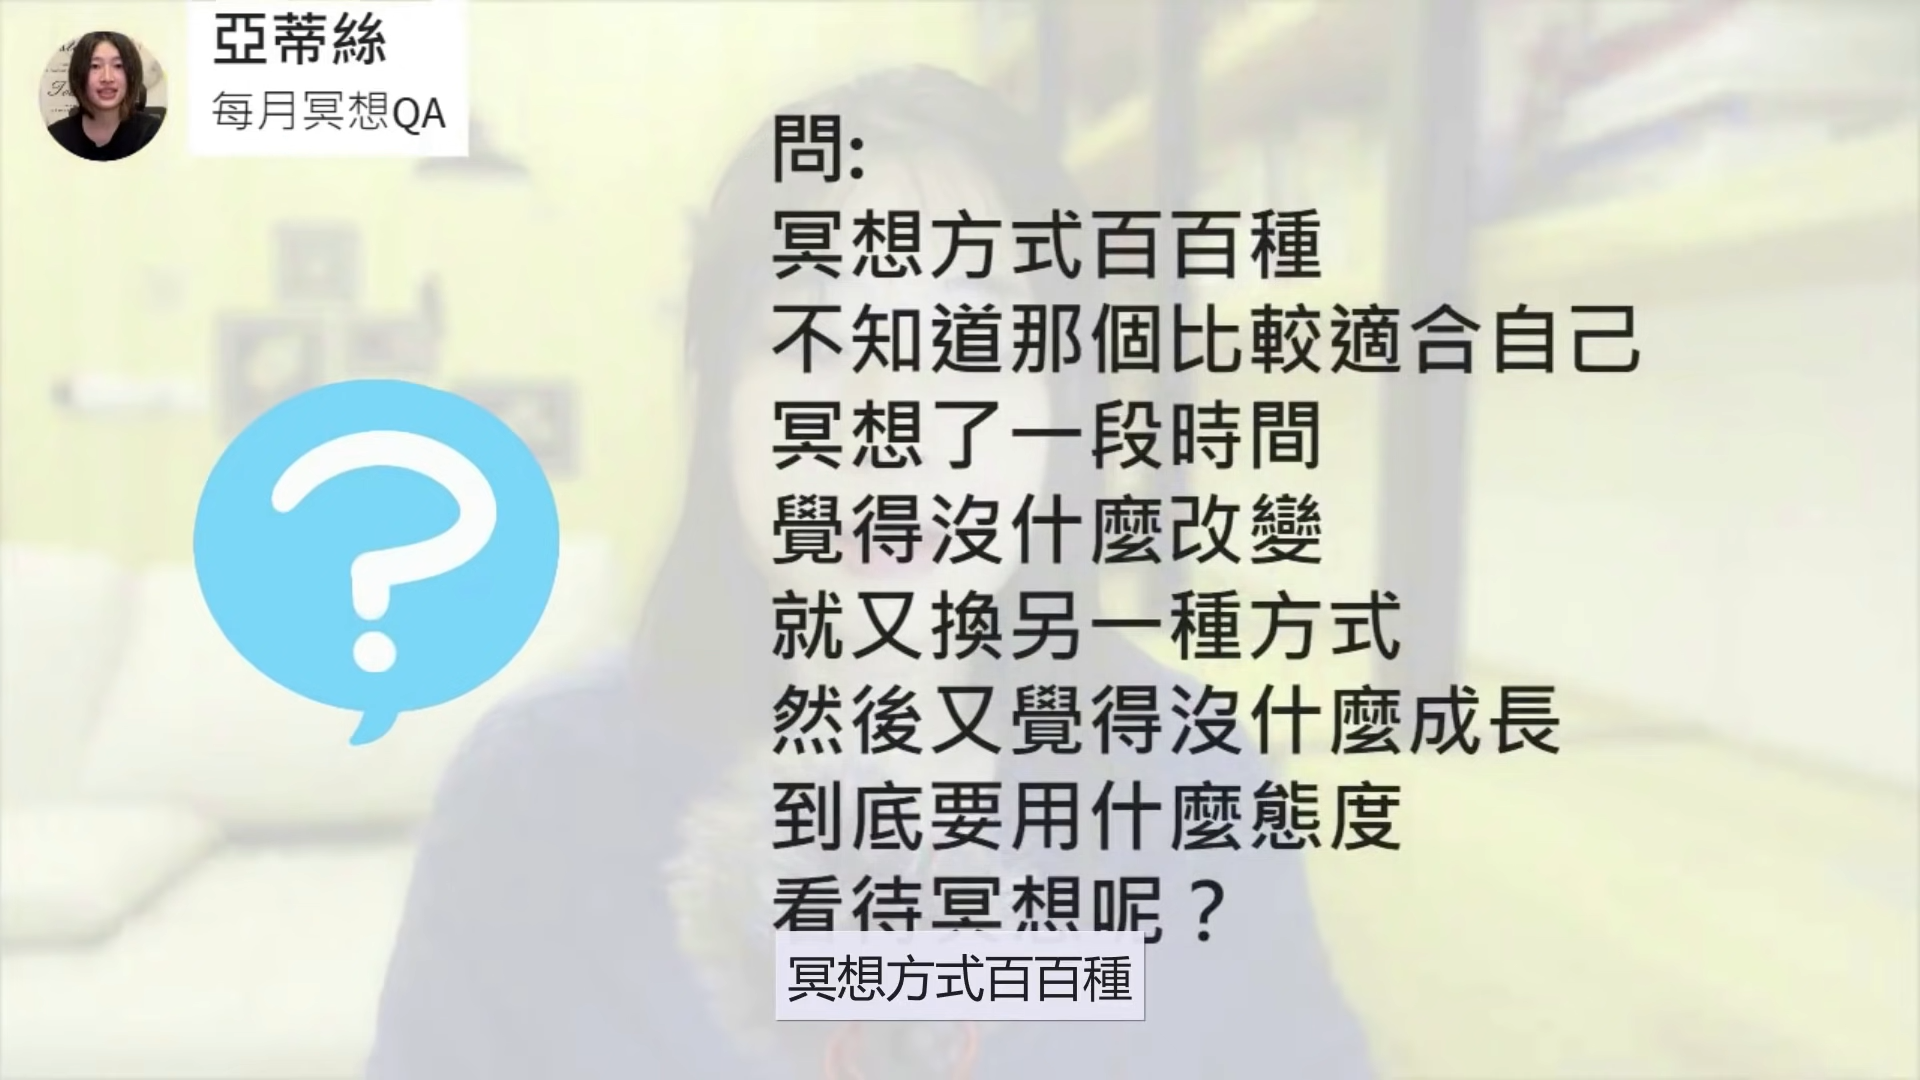 亞蒂絲
每月冥想QA
問:
冥想方式百百種
不知道那個比較適合自己
冥想了一段時間
覺得沒什麼改變
就又換另一種方式
然後又覺得沒什麼成長
到底要用什麼態度
看待冥想呢？
冥想方式百百種